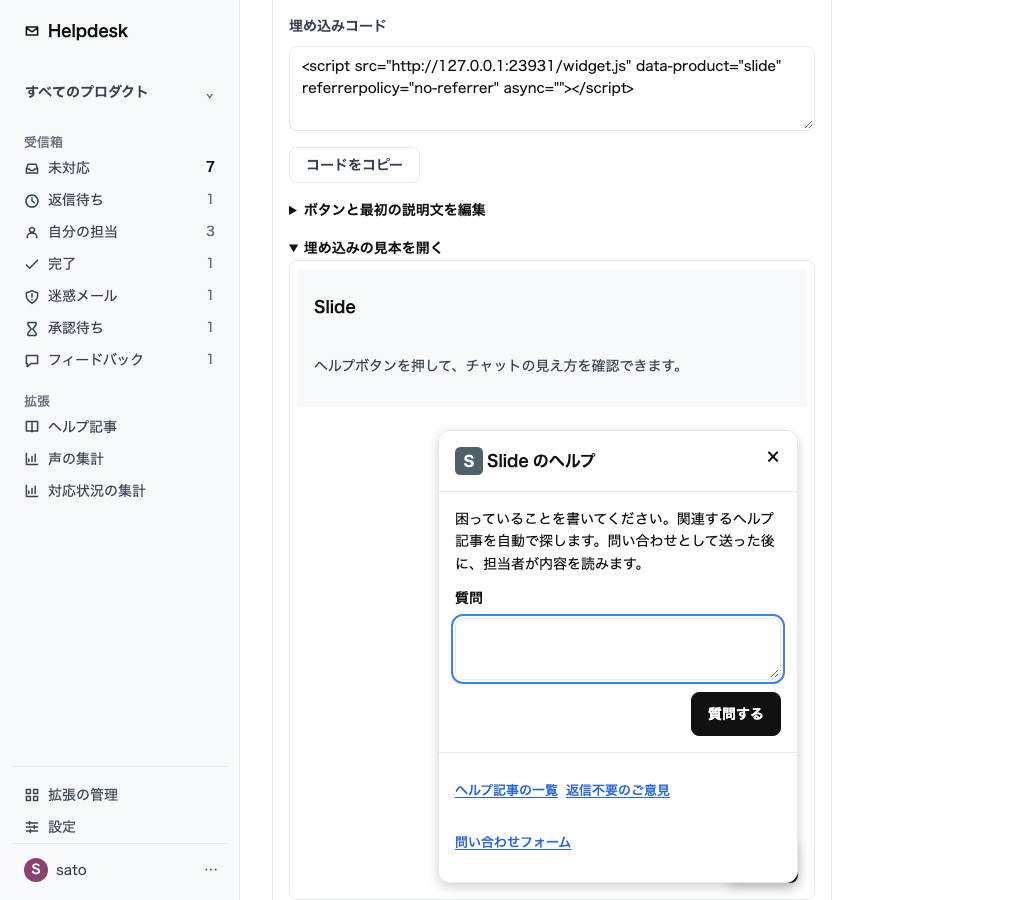 Helpdesk
すべてのプロダクト
受信箱
未対応 7
返信待ち 1
自分の担当 3
完了 1
迷惑メール 1
承認待ち 1
フィードバック 1
拡張
ヘルプ記事
声の集計
対応状況の集計
拡張の管理
設定
S sato ...
埋め込みコード
<script src="http://127.0.0.1:23931/widget.js" data-product="slide"
referrerpolicy="no-referrer" async=""></script>
コードをコピー
ボタンと最初の説明文を編集
埋め込みの見本を開く
Slide
ヘルプボタンを押して、チャットの見え方を確認できます。
S Slide のヘルプ
困っていることを書いてください。関連するヘルプ
記事を自動で探します。問い合わせとして送った後
に、担当者が内容を読みます。
質問
質問する
ヘルプ記事の一覧 返信不要のご意見
問い合わせフォーム